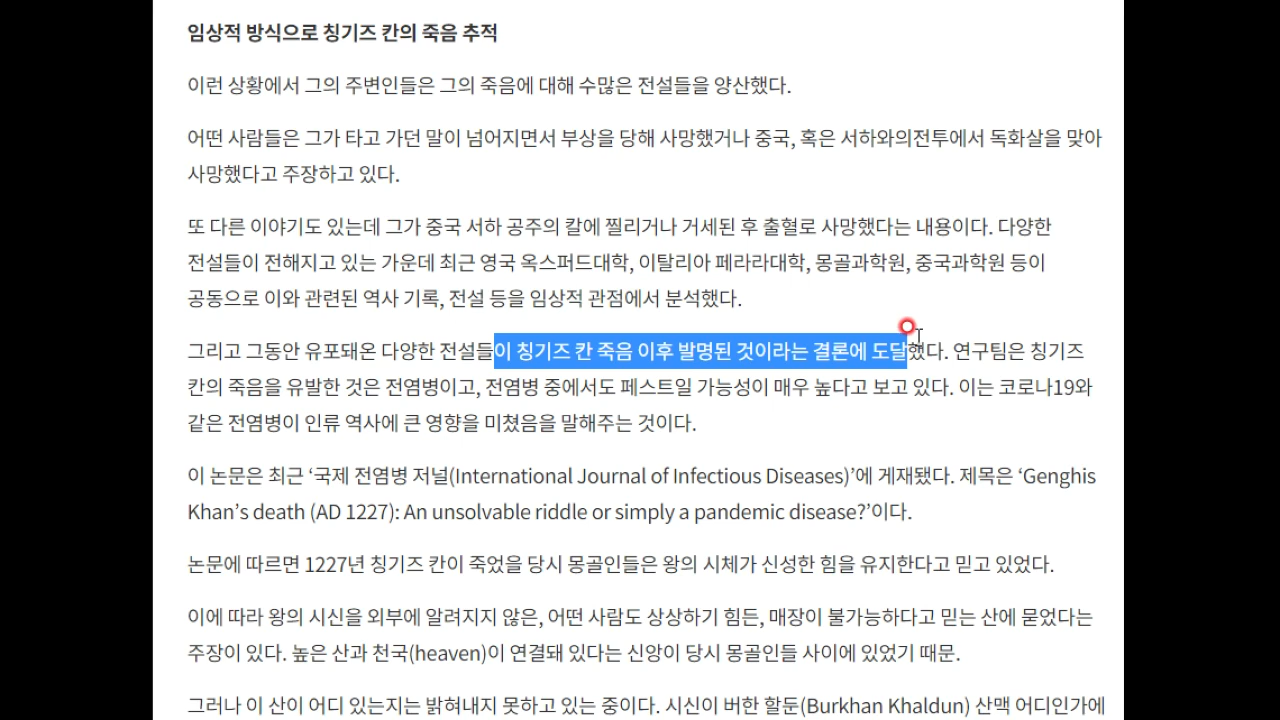 임상적 방식으로 칭기즈 칸의 죽음 추적
이런 상황에서 그의 주변인들은 그의 죽음에 대해 수많은 전설들을 양산했다.
어떤 사람들은 그가 타고 가던 말이 넘어지면서 부상을 당해 사망했거나 중국, 혹은 서하와의전투에서 독화살을 맞아
사망했다고 주장하고 있다.
또 다른 이야기도 있는데 그가 중국 서하 공주의 칼에 찔리거나 거세된 후 출혈로 사망했다는 내용이다. 다양한
전설들이 전해지고 있는 가운데 최근 영국 옥스퍼드대학, 이탈리아 페라라대학, 몽골과학원, 중국과학원 등이
공동으로 이와 관련된 역사 기록, 전설 등을 임상적 관점에서 분석했다.
그리고 그동안 유포돼온 다양한 전설들이 칭기즈 칸 죽음 이후 발명된 것이라는 결론에 도달했다. 연구팀은 칭기즈
칸의 죽음을 유발한 것은 전염병이고, 전염병 중에서도 페스트일 가능성이 매우 높다고 보고 있다. 이는 코로나19와
같은 전염병이 인류 역사에 큰 영향을 미쳤음을 말해주는 것이다.
이 논문은 최근 ‘국제 전염병 저널(International Journal of Infectious Diseases)’에 게재됐다. 제목은 ‘Genghis
Khan’s death (AD 1227): An unsolvable riddle or simply a pandemic disease?’이다.
논문에 따르면 1227년 칭기즈 칸이 죽었을 당시 몽골인들은 왕의 시체가 신성한 힘을 유지한다고 믿고 있었다.
이에 따라 왕의 시신을 외부에 알려지지 않은, 어떤 사람도 상상하기 힘든, 매장이 불가능하다고 믿는 산에 묻었다는
주장이 있다. 높은 산과 천국(heaven)이 연결돼 있다는 신앙이 당시 몽골인들 사이에 있었기 때문.
그러나 이 산이 어디 있는지는 밝혀내지 못하고 있는 중이다. 시신이 버한 할둔(Burkhan Khaldun) 산맥 어디인가에